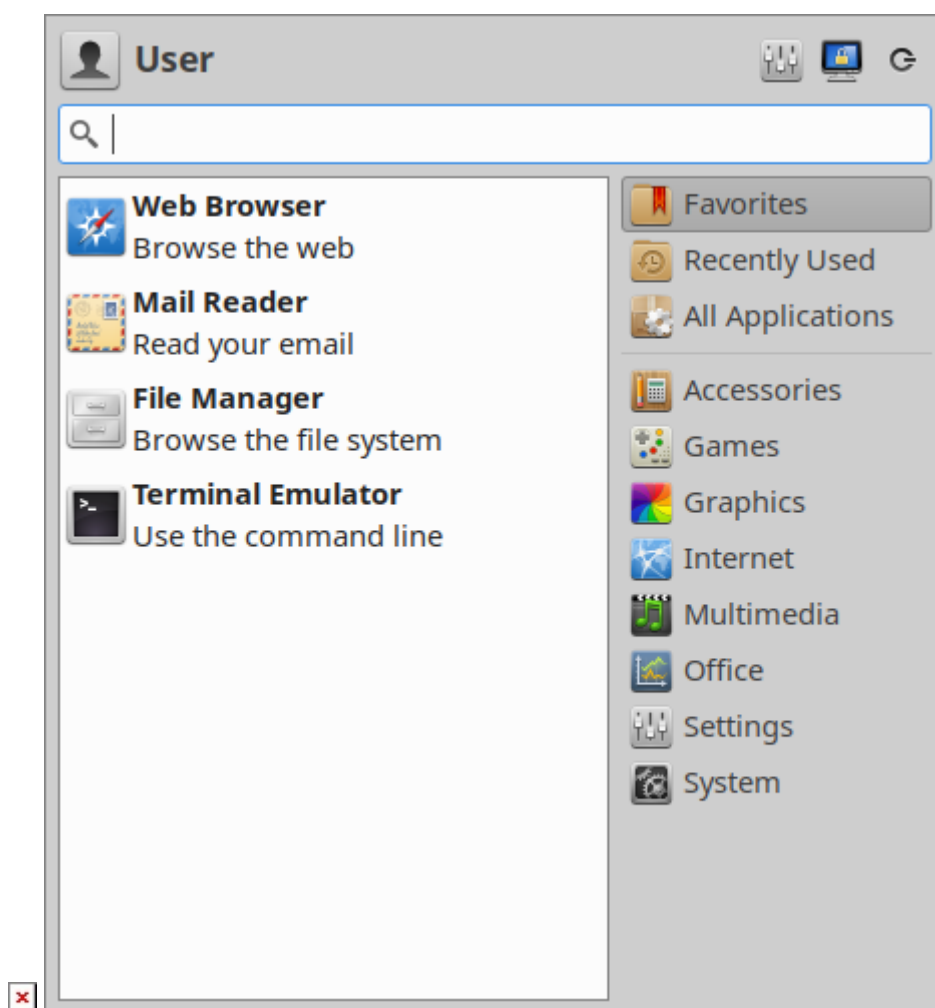 User
Web Browser
Browse the web
Mail Reader
Read your email
File Manager
Browse the file system
Terminal Emulator
Use the command line
Favorites
Recently Used
All Applications
Accessories
Games
Graphics
Internet
Multimedia
Office
Settings
System